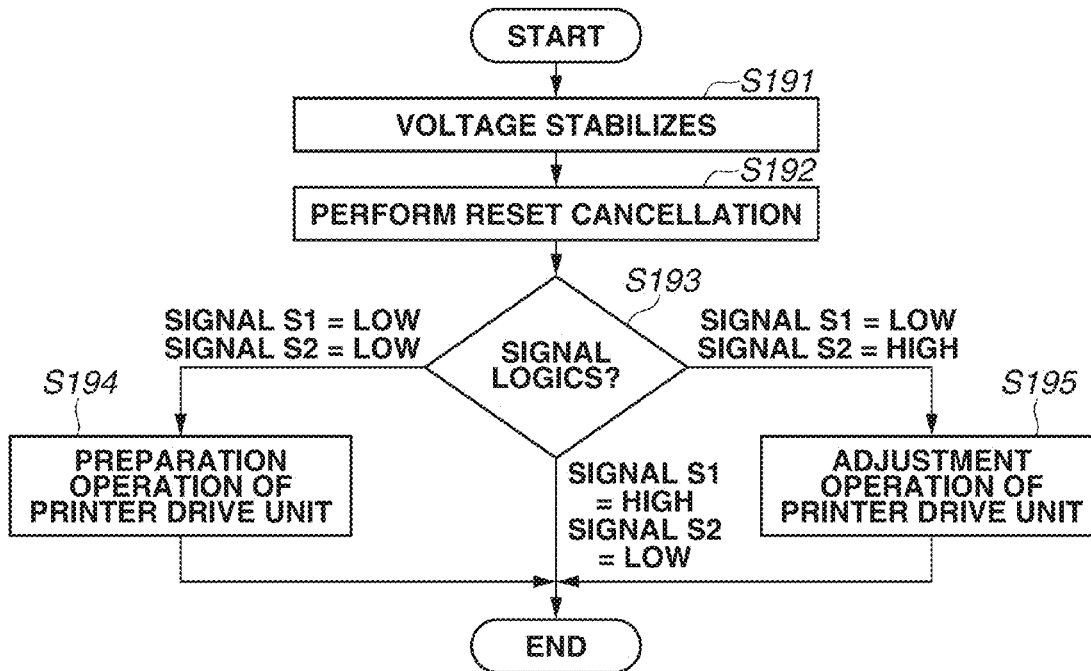 START
S191
VOLTAGE STABILIZES
S192
PERFORM RESET CANCELLATION
S193
SIGNAL S1 = LOW
SIGNAL S2 = LOW
SIGNAL
LOGICS?
SIGNAL S1 = LOW
SIGNAL S2 = HIGH
S194
PREPARATION
OPERATION OF
PRINTER DRIVE UNIT
SIGNAL S1
= HIGH
SIGNAL S2
= LOW
S195
ADJUSTMENT
OPERATION OF
PRINTER DRIVE UNIT
END